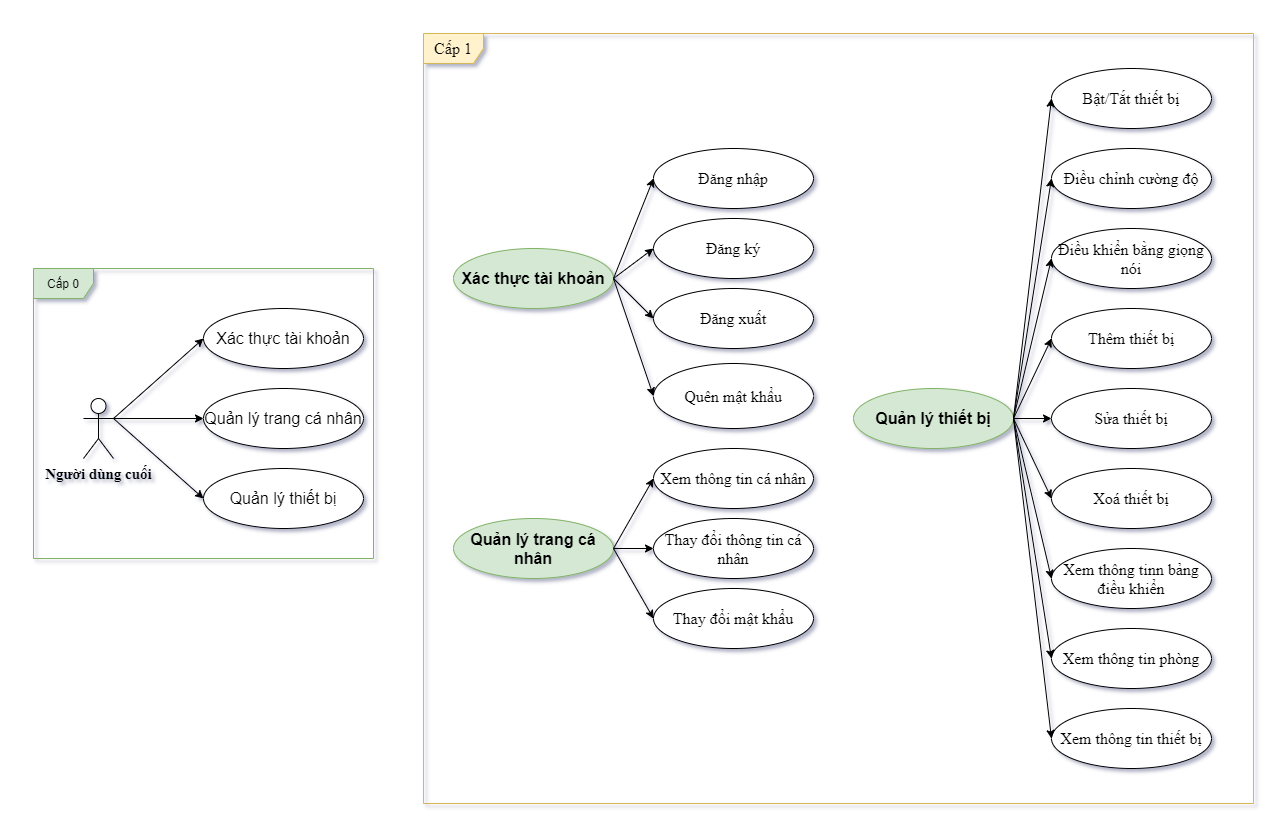 Cấp 0
Xác thực tài khoản
Quản lý trang cá nhân
Quản lý thiết bị
Người dùng cuối
Cấp 1
Xác thực tài khoản
Đăng nhập
Đăng ký
Đăng xuất
Quên mật khẩu
Quản lý trang cá
nhân
Xem thông tin cá nhân
Thay đổi thông tin cá
nhân
Thay đổi mật khẩu
Quản lý thiết bị
Bật/Tắt thiết bị
Điều chỉnh cường độ
Điều khiển bằng giọng
nói
Thêm thiết bị
Sửa thiết bị
Xoá thiết bị
Xem thông tinn bảng
điều khiển
Xem thông tin phòng
Xem thông tin thiết bị